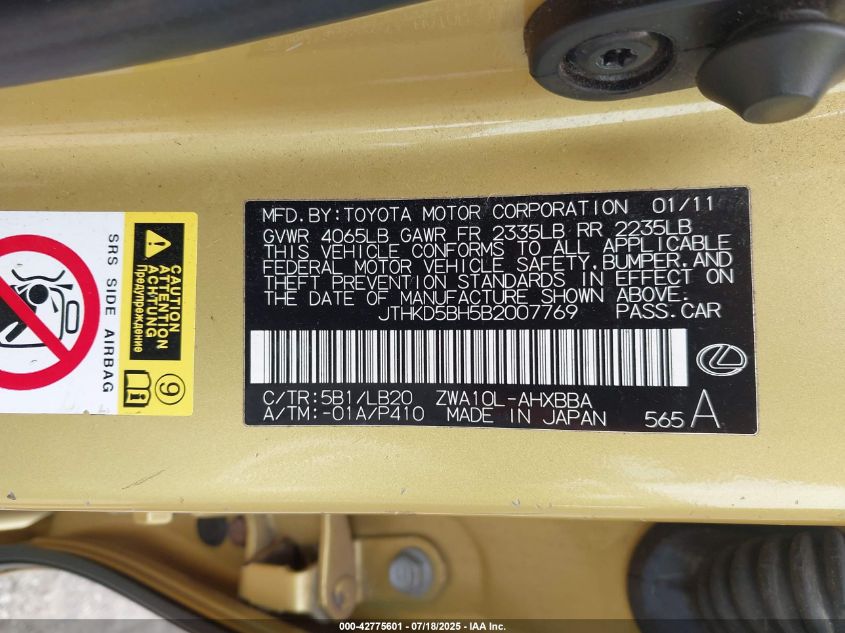 MFD. BY: TOYOTA MOTOR CORPORATION 01/11
GVWR 4065LB GAWR FR 2335LB RR 2235LB
THIS VEHICLE CONFORMS TO ALL APPLICABLE
FEDERAL MOTOR VEHICLE SAFETY, BUMPER, AND
THEFT PREVENTION STANDARDS IN EFFECT ON
THE DATE OF MANUFACTURE SHOWN ABOVE.
JTHKD5BH5B2007769 PASS. CAR
C/TR: 5B1/LB20 ZWA10L-AHXBBA
A/TM: -01A/P410 MADE IN JAPAN 565 A
SRS SIDE AIRBAG
CAUTION
ATTENTION
ACHTUNG
Предупреждение
9
000-42775601 - 07/18/2025 - IAA Inc.